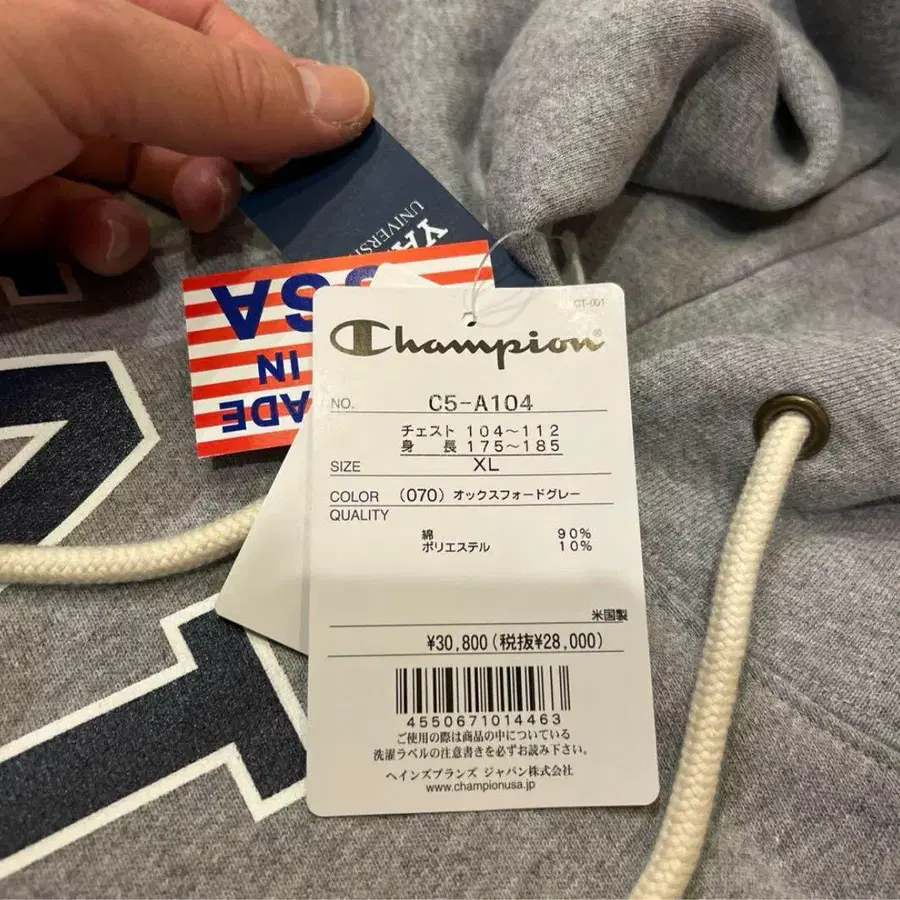 YA
UNIVERSI
USA
IN
ADE
CT-001
Champion®
NO. C5-A104
チェスト 104～112
身 長 175～185
SIZE XL
COLOR (070) オックスフォードグレー
QUALITY
綿 90%
ポリエステル 10%
米国製
¥30,800(税抜¥28,000)
4550671014463
ご使用の際は商品の中についている
洗濯ラベルの注意書きを必ずお読み下さい。
ヘインズブランズ ジャパン株式会社
www.championusa.jp